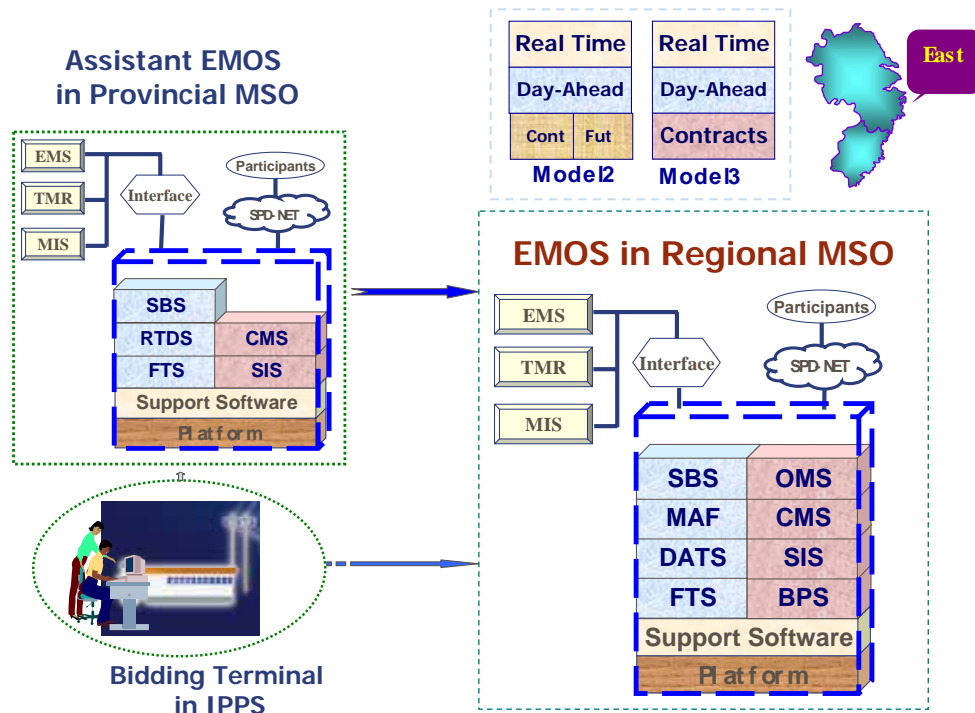 Assistant EMOS
in Provincial MSO
EMS
TMR
MIS
Interface
Participants
SPD-NET
SBS
RTDS
CMS
FTS
SIS
Support Software
Platform
Bidding Terminal
in IPPS
Real Time
Day-Ahead
Cont
Fut
Model2
Real Time
Day-Ahead
Contracts
Model3
East
EMOS in Regional MSO
EMS
TMR
MIS
Interface
Participants
SPD-NET
SBS
OMS
MAF
CMS
DATS
SIS
FTS
BPS
Support Software
Platform